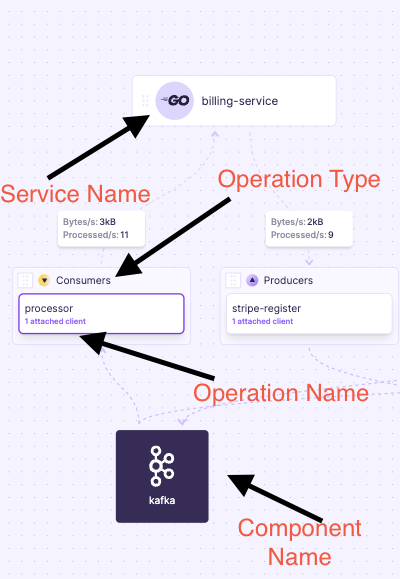 GO
billing-service
Service Name
Operation Type
Bytes/s: 3kB
Processed/s: 11
Bytes/s: 2kB
Processed/s: 9
Consumers
processor
1 attached client
Producers
stripe-register
1 attached client
Operation Name
kafka
Component
Name